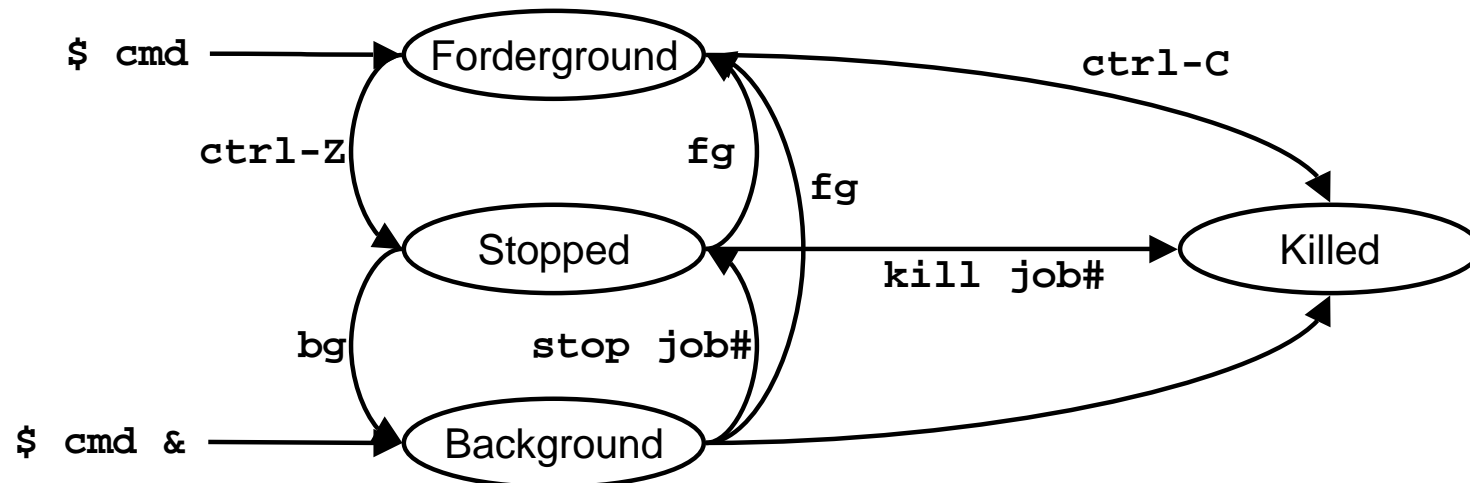 $ cmd
Forderground
ctrl-C
ctrl-Z
fg
fg
Stopped
Killed
kill job#
bg
stop job#
$ cmd &
Background